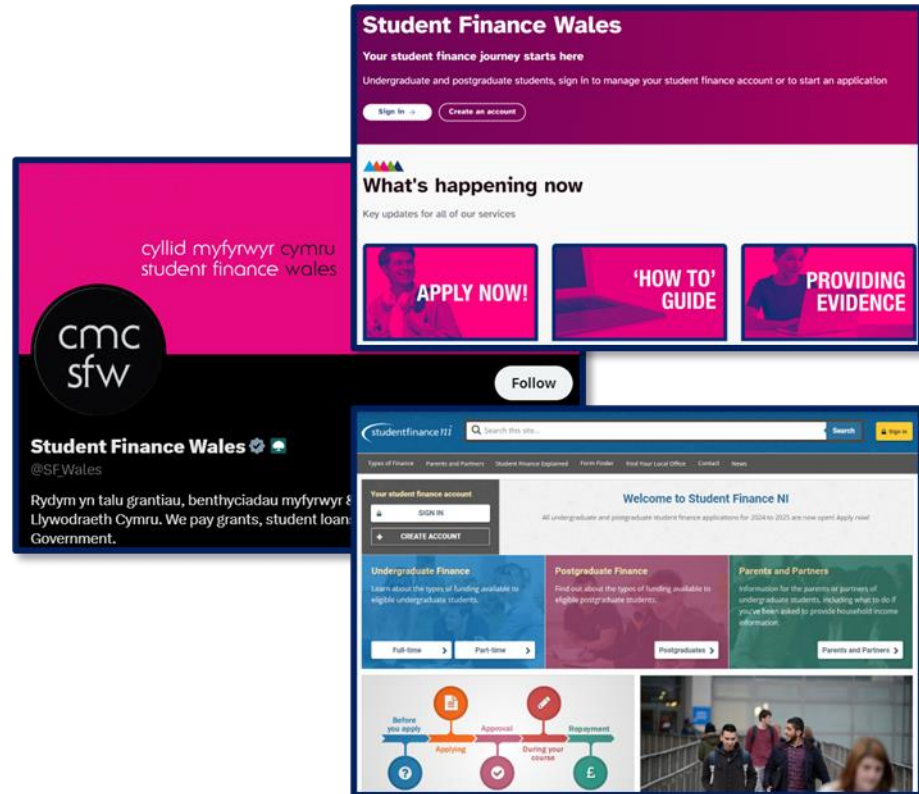 Student Finance Wales
Your student finance journey starts here
Undergraduate and postgraduate students, sign in to manage your student finance account or to start an application
Sign in →
Create an account
What's happening now
Key updates for all of our services
APPLY NOW!
'HOW TO'
GUIDE
PROVIDING
EVIDENCE
cyllid myfyrwyr cymru
student finance wales
cmc
sfw
Follow
Student Finance Wales
@SF_Wales
Rydym yn talu grantiau, benthyciadau myfyrwyr &
Llywodraeth Cymru. We pay grants, student loan
Government.
studentfinance ni
Search this site...
Search
Sign in
Types of Finance Parents and Partners Student Finance Explained Form Finder Find Your Local Office Contact News
Your student finance account
SIGN IN
CREATE ACCOUNT
Welcome to Student Finance NI
All undergraduate and postgraduate student finance applications for 2024 to 2025 are now open! Apply now!
Undergraduate Finance
Learn about the types of funding available to
eligible undergraduate students.
Full-time
Part-time
Postgraduate Finance
Find out about the types of funding available to
eligible postgraduate students.
Postgraduates
Parents and Partners
Information for the parents or partners of
undergraduate students, including what to do if
you've been asked to provide household income
information.
Parents and Partners
Before
you apply
Applying
Approval
During your
course
Repayment